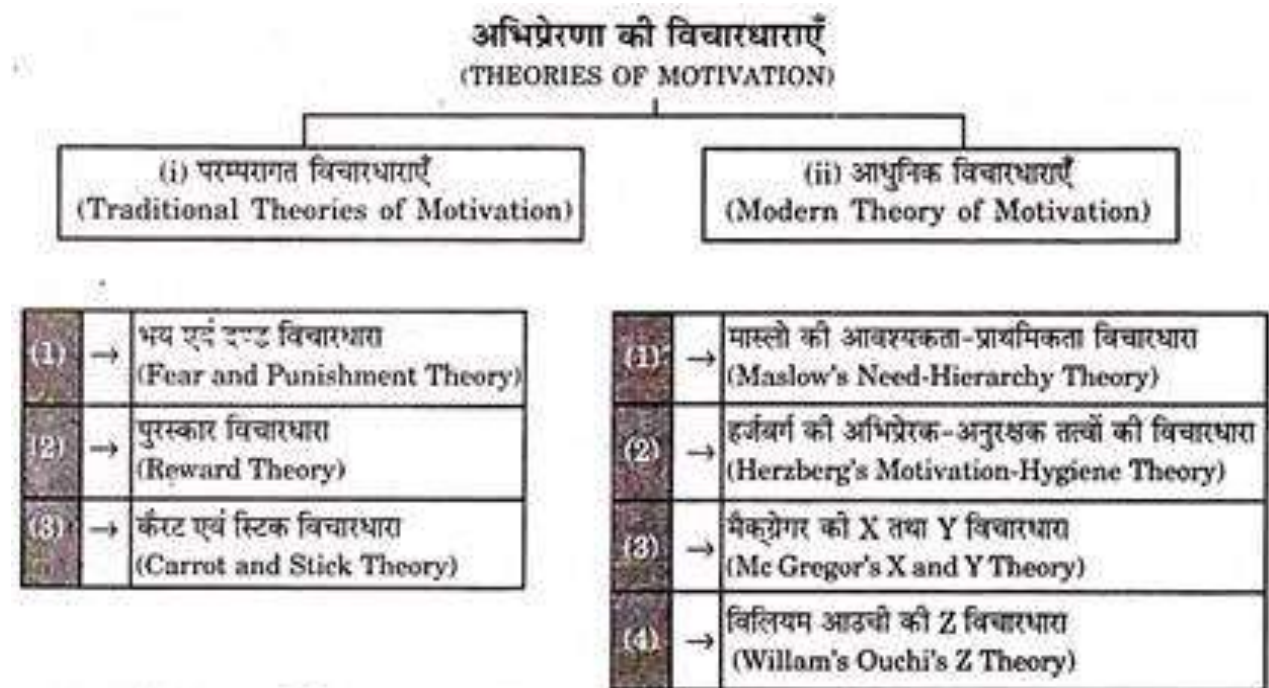 अभिप्रेरणा की विचारधाराएँ
(THEORIES OF MOTIVATION)
(i) परम्परागत विचारधाराएँ
(Traditional Theories of Motivation)
(ii) आधुनिक विचारधाराएँ
(Modern Theory of Motivation)
(1) → भय एवं दण्ड विचारधारा
(Fear and Punishment Theory)
(2) → पुरस्कार विचारधारा
(Reward Theory)
(3) → कैरट एवं स्टिक विचारधारा
(Carrot and Stick Theory)
(1) → मास्लो की आवश्यकता-प्राथमिकता विचारधारा
(Maslow's Need-Hierarchy Theory)
(2) → हर्जबर्ग की अभिप्रेरक-अनुरक्षक तत्वों की विचारधारा
(Herzberg's Motivation-Hygiene Theory)
(3) → मैक्ग्रेगर की X तथा Y विचारधारा
(Mc Gregor's X and Y Theory)
(4) → विलियम आउची की Z विचारधारा
(Willam's Ouchi's Z Theory)